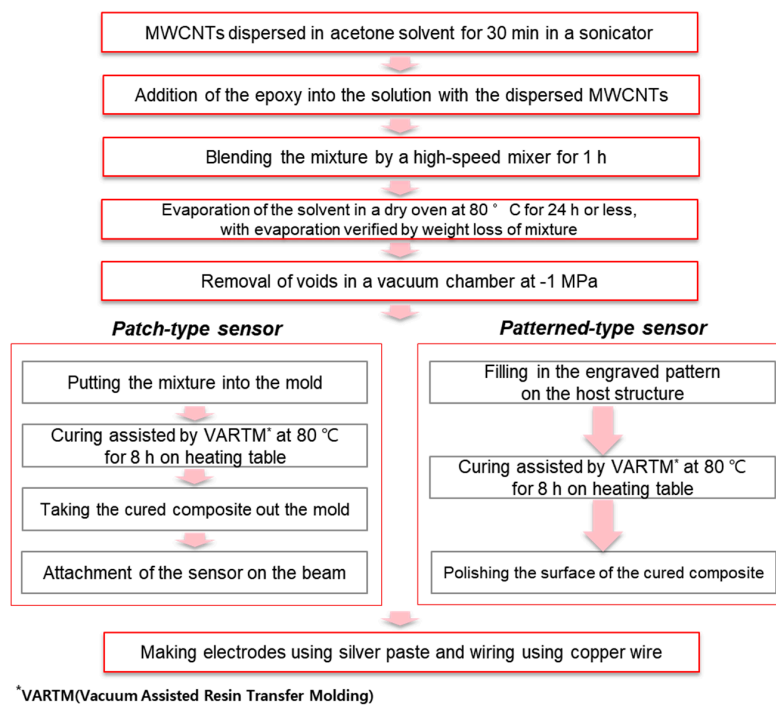 MWCNTs dispersed in acetone solvent for 30 min in a sonicator
Addition of the epoxy into the solution with the dispersed MWCNTs
Blending the mixture by a high-speed mixer for 1 h
Evaporation of the solvent in a dry oven at 80 ° C for 24 h or less,
with evaporation verified by weight loss of mixture
Removal of voids in a vacuum chamber at -1 MPa
Patch-type sensor
Putting the mixture into the mold
Curing assisted by VARTM* at 80 ℃
for 8 h on heating table
Taking the cured composite out the mold
Attachment of the sensor on the beam
Patterned-type sensor
Filling in the engraved pattern
on the host structure
Curing assisted by VARTM* at 80 ℃
for 8 h on heating table
Polishing the surface of the cured composite
Making electrodes using silver paste and wiring using copper wire
*VARTM(Vacuum Assisted Resin Transfer Molding)